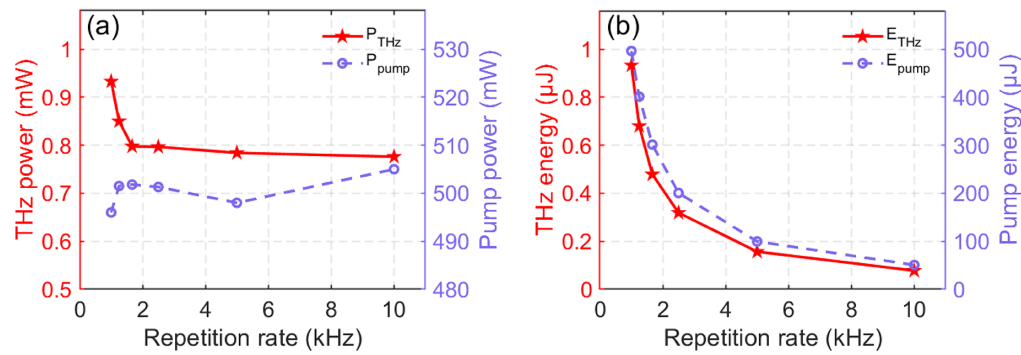 (a)
P_THz
P_pump
1
0.9
0.8
0.7
0.6
0.5
THz power (mW)
530
520
510
500
490
480
Pump power (mW)
0 2 4 6 8 10
Repetition rate (kHz)
(b)
E_THz
E_pump
1
0.8
0.6
0.4
0.2
0
THz energy (µJ)
500
400
300
200
100
0
Pump energy (µJ)
0 2 4 6 8 10
Repetition rate (kHz)